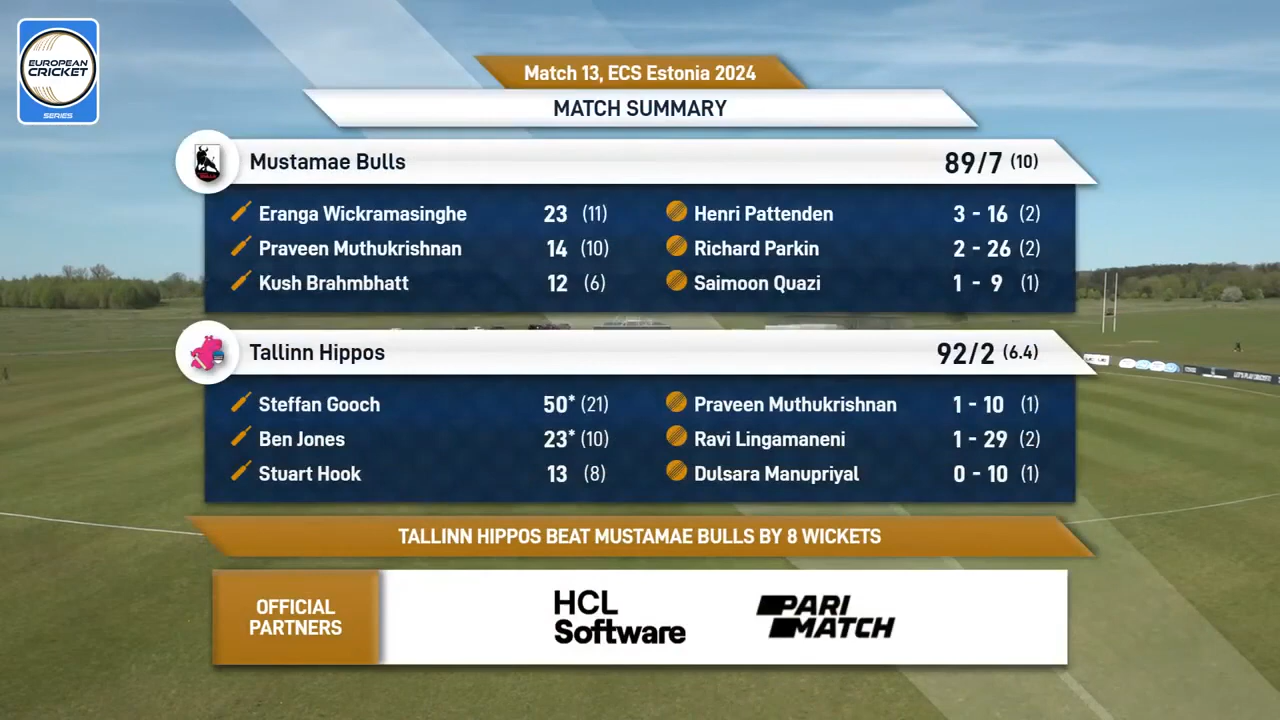 EUROPEAN
CRICKET
SERIES
Match 13, ECS Estonia 2024
MATCH SUMMARY
Mustamae Bulls 89/7 (10)
Eranga Wickramasinghe 23 (11) Henri Pattenden 3 - 16 (2)
Praveen Muthukrishnan 14 (10) Richard Parkin 2 - 26 (2)
Kush Brahmbhatt 12 (6) Saimoon Quazi 1 - 9 (1)
Tallinn Hippos 92/2 (6.4)
Steffan Gooch 50* (21) Praveen Muthukrishnan 1 - 10 (1)
Ben Jones 23* (10) Ravi Lingamaneni 1 - 29 (2)
Stuart Hook 13 (8) Dulsara Manupriyal 0 - 10 (1)
TALLINN HIPPOS BEAT MUSTAMAE BULLS BY 8 WICKETS
OFFICIAL
PARTNERS
HCL
Software
PARI
MATCH